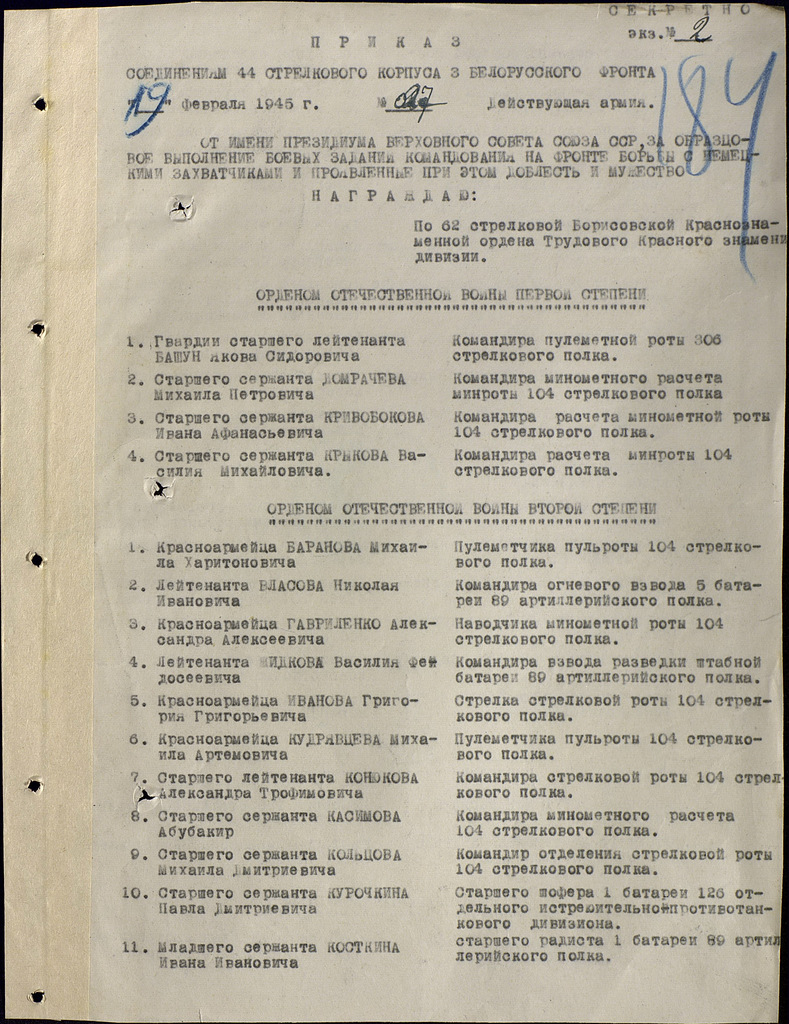 СЕКРЕТНО
экз.№ 2
184
П Р И К А З
СОЕДИНЕНИЯМ 44 СТРЕЛКОВОГО КОРПУСА 3 БЕЛОРУССКОГО ФРОНТА
"19" Февраля 1945 г. № 027 Действующая армия.
ОТ ИМЕНИ ПРЕЗИДИУМА ВЕРХОВНОГО СОВЕТА СОЮЗА ССР,ЗА ОБРАЗЦО-
ВОЕ ВЫПОЛНЕНИЕ БОЕВЫХ ЗАДАНИЙ КОМАНДОВАНИЯ НА ФРОНТЕ БОРЬБЫ С НЕМЕЦ-
КИМИ ЗАХВАТЧИКАМИ И ПРОЯВЛЕННЫЕ ПРИ ЭТОМ ДОБЛЕСТЬ И МУЖЕСТВО
Н А Г Р А Ж Д А Ю:
По 62 стрелковой Борисовской Краснозна-
менной ордена Трудового Красного знамени
дивизии.
ОРДЕНОМ ОТЕЧЕСТВЕННОЙ ВОЙНЫ ПЕРВОЙ СТЕПЕНИ
1. Гвардии старшего лейтенанта Командира пулеметной роты 306
БАШУН Якова Сидоровича стрелкового полка.
2. Старшего сержанта ДОМРАЧЕВА Командира минометного расчета
Михаила Петровича минроты 104 стрелкового полка
3. Старшего сержанта КРИВОБОКОВА Командира расчета минометной роты
Ивана Афанасьевича 104 стрелкового полка.
4. Старшего сержанта КРЫКОВА Ва- Командира расчета минроты 104
силия Михайловича. стрелкового полка.
ОРДЕНОМ ОТЕЧЕСТВЕННОЙ ВОЙНЫ ВТОРОЙ СТЕПЕНИ
1. Красноармейца БАРАНОВА Михаи- Пулеметчика пульроты 104 стрелко-
ла Харитоновича вого полка.
2. Лейтенанта ВЛАСОВА Николая Командира огневого взвода 5 бата-
Ивановича реи 89 артиллерийского полка.
3. Красноармейца ГАВРИЛЕНКО Алек- Наводчика минометной роты 104
сандра Алексеевича стрелкового полка.
4. Лейтенанта ЖИДКОВА Василия Фей Командира взвода разведки штабной
досеевича батареи 89 артиллерийского полка.
5. Красноармейца ИВАНОВА Григо- Стрелка стрелковой роты 104 стрел-
рия Григорьевича кового полка.
6. Красноармейца КУДРЯВЦЕВА Миха- Пулеметчика пульроты 104 стрелко-
ила Артемовича вого полка.
7. Старшего лейтенанта КОНЮКОВА Командира стрелковой роты 104 стрел-
Александра Трофимовича кового полка.
8. Старшего сержанта КАСИМОВА Командира минометного расчета
Абубакир 104 стрелкового полка.
9. Старшего сержанта КОЛЬЦОВА Командир отделения стрелковой роты
Михаила Дмитриевича 104 стрелкового полка.
10. Старшего сержанта КУРОЧКИНА Старшего шофера 1 батареи 126 от-
Павла Дмитриевича дельного истребительнойпротивотан-
кового дивизиона.
11. Младшего сержанта КОСТКИНА старшего радиста 1 батареи 89 артил
Ивана Ивановича лерийского полка.